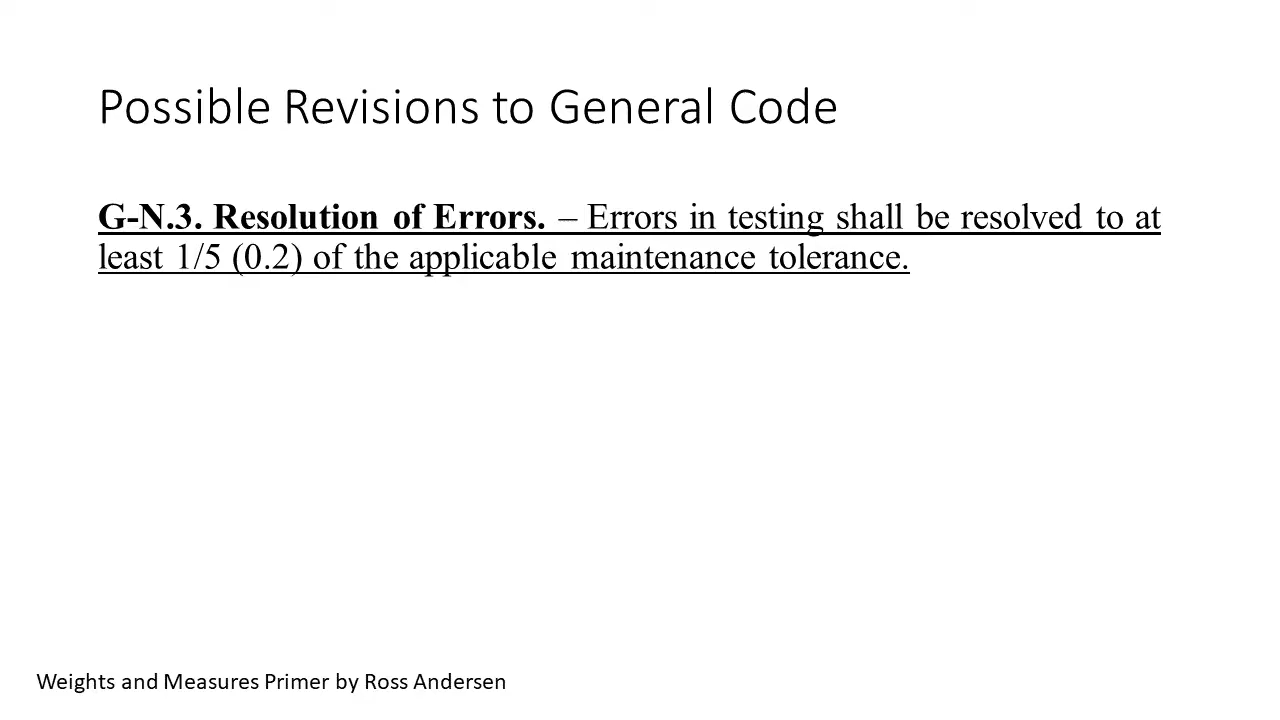 Possible Revisions to General Code
G-N.3. Resolution of Errors. – Errors in testing shall be resolved to at
least 1/5 (0.2) of the applicable maintenance tolerance.
Weights and Measures Primer by Ross Andersen